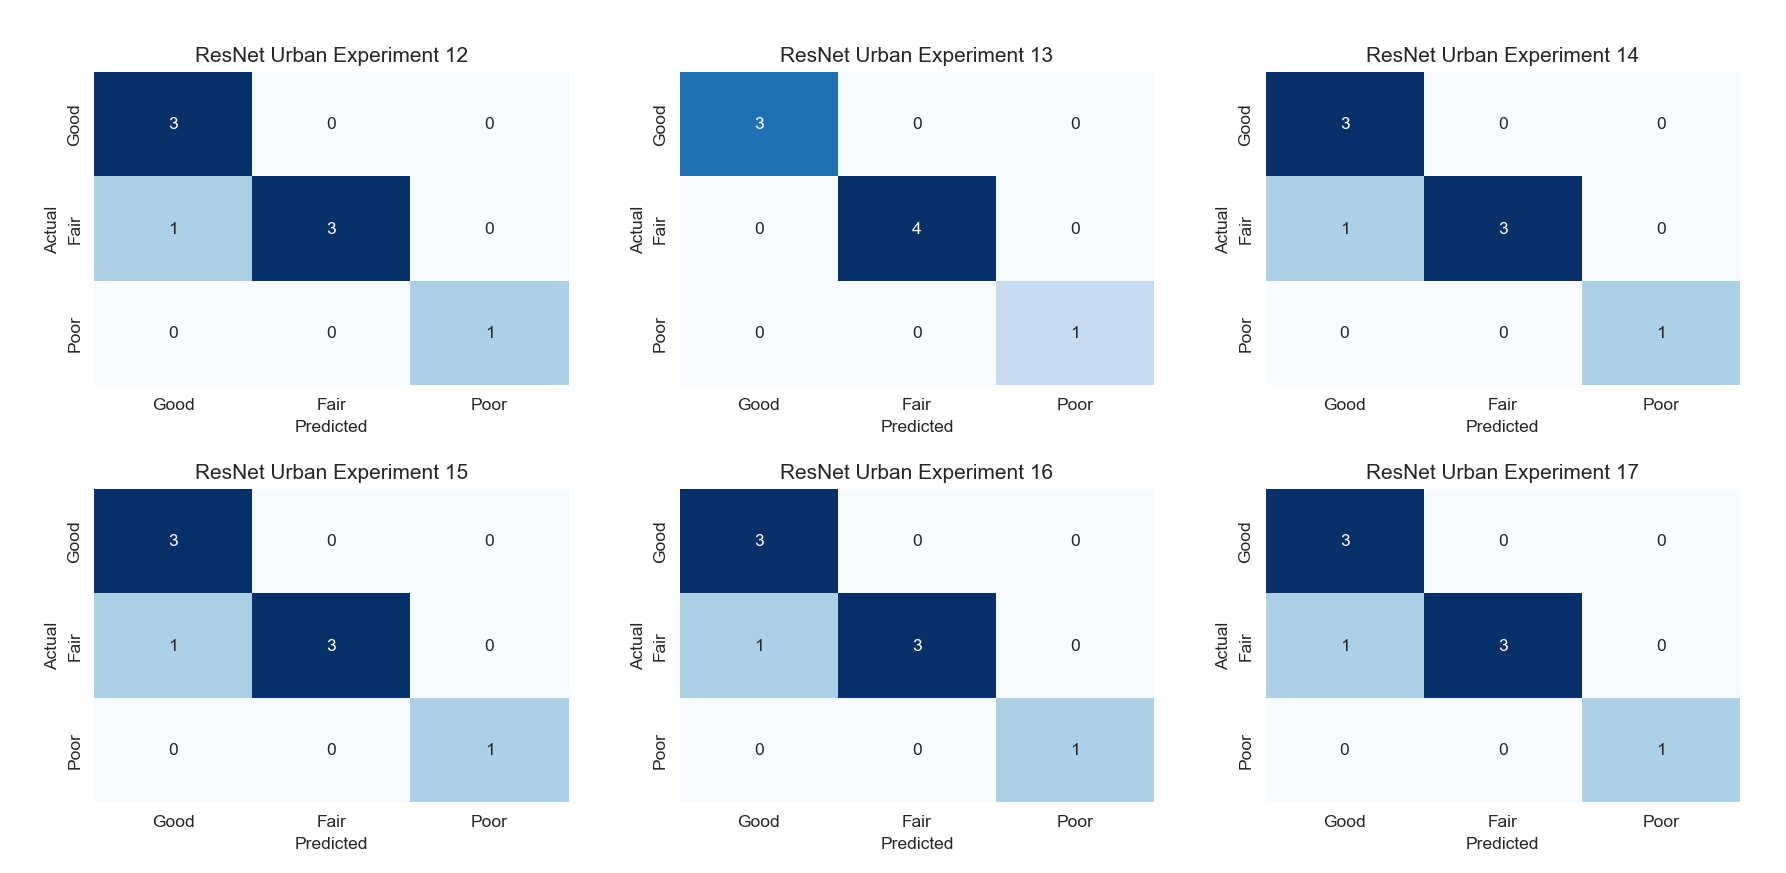 ResNet Urban Experiment 12
Good 3 0 0
Actual Fair 1 3 0
Poor 0 0 1
Good Fair Poor
Predicted
ResNet Urban Experiment 13
Good 3 0 0
Actual Fair 0 4 0
Poor 0 0 1
Good Fair Poor
Predicted
ResNet Urban Experiment 14
Good 3 0 0
Actual Fair 1 3 0
Poor 0 0 1
Good Fair Poor
Predicted
ResNet Urban Experiment 15
Good 3 0 0
Actual Fair 1 3 0
Poor 0 0 1
Good Fair Poor
Predicted
ResNet Urban Experiment 16
Good 3 0 0
Actual Fair 1 3 0
Poor 0 0 1
Good Fair Poor
Predicted
ResNet Urban Experiment 17
Good 3 0 0
Actual Fair 1 3 0
Poor 0 0 1
Good Fair Poor
Predicted